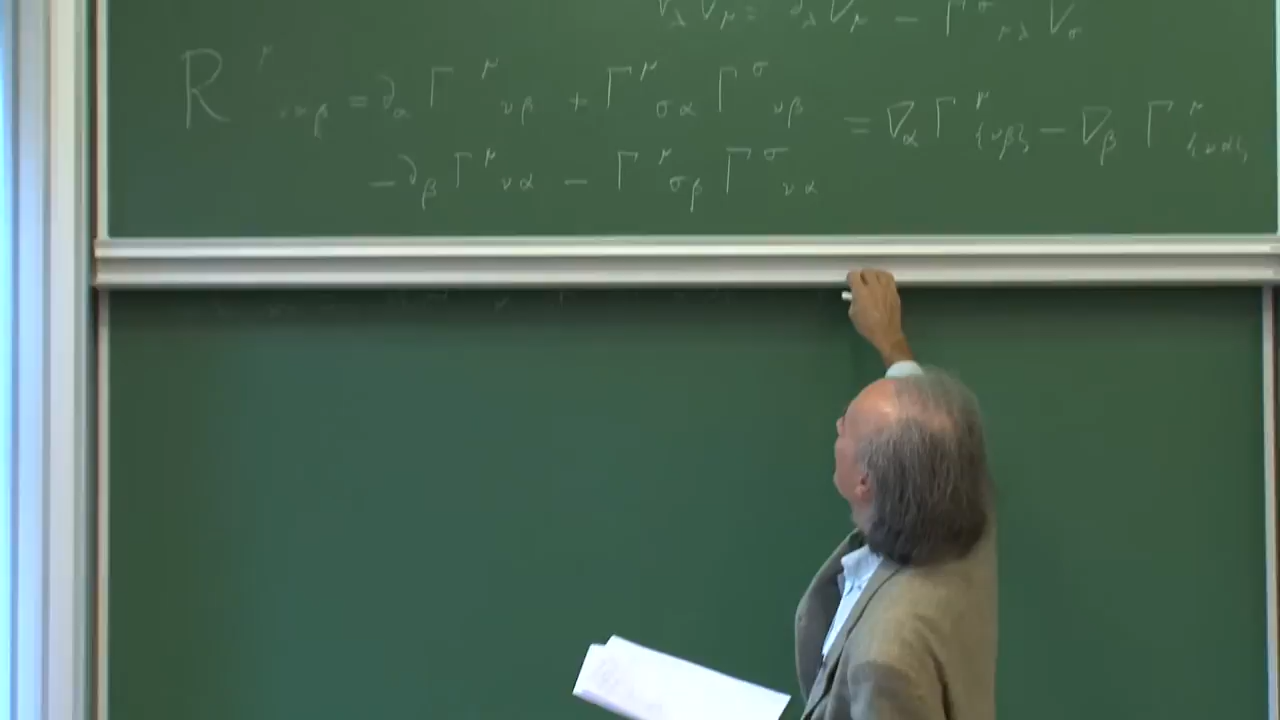 ∇_λ V_μ = ∂_λ V_μ − Γ^σ_{μλ} V_σ
R^μ_{ναβ} = ∂_α Γ^μ_{νβ} + Γ^μ_{σα} Γ^σ_{νβ} = ∇_α Γ^μ_{{νβ}} − ∇_β Γ^μ_{{να}}
− ∂_β Γ^μ_{να} − Γ^μ_{σβ} Γ^σ_{να}